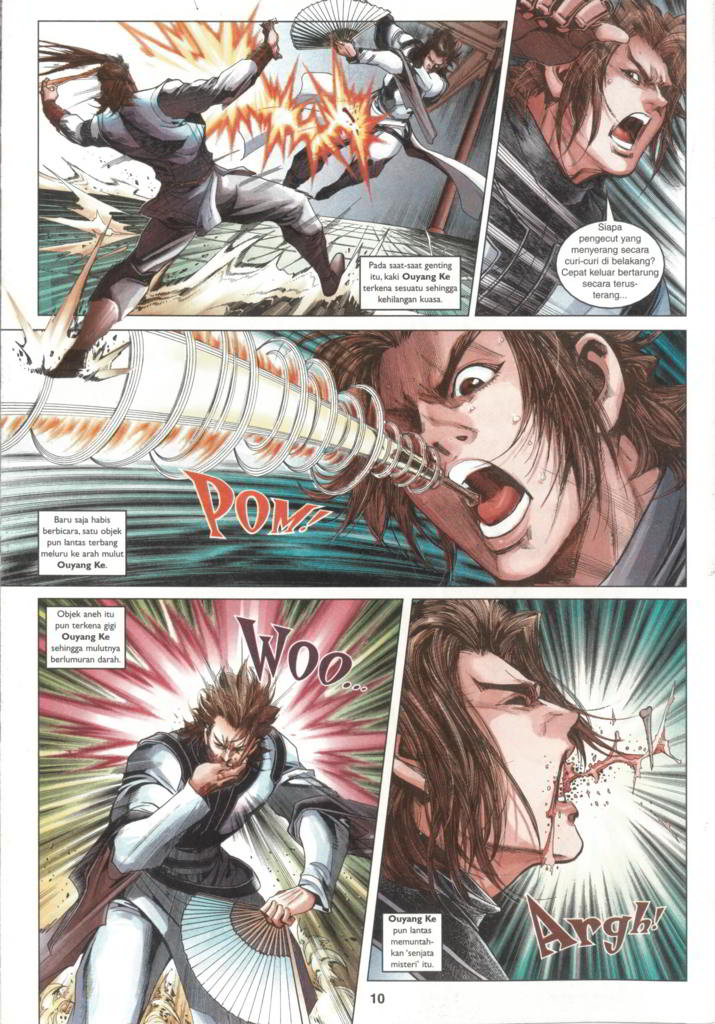 Pada saat-saat genting
itu, kaki Ouyang Ke
terkena sesuatu sehingga
kehilangan kuasa.
Siapa
pengecut yang
menyerang secara
curi-curi di belakang?
Cepat keluar bertarung
secara terus-
terang...
POM!
Baru saja habis
berbicara, satu objek
pun lantas terbang
meluru ke arah mulut
Ouyang Ke.
Objek aneh itu
pun terkena gigi
Ouyang Ke
sehingga mulutnya
berlumuran darah.
WOO...
Ouyang Ke
pun lantas
memuntah-
kan 'senjata
misteri' itu.
Argh!
10